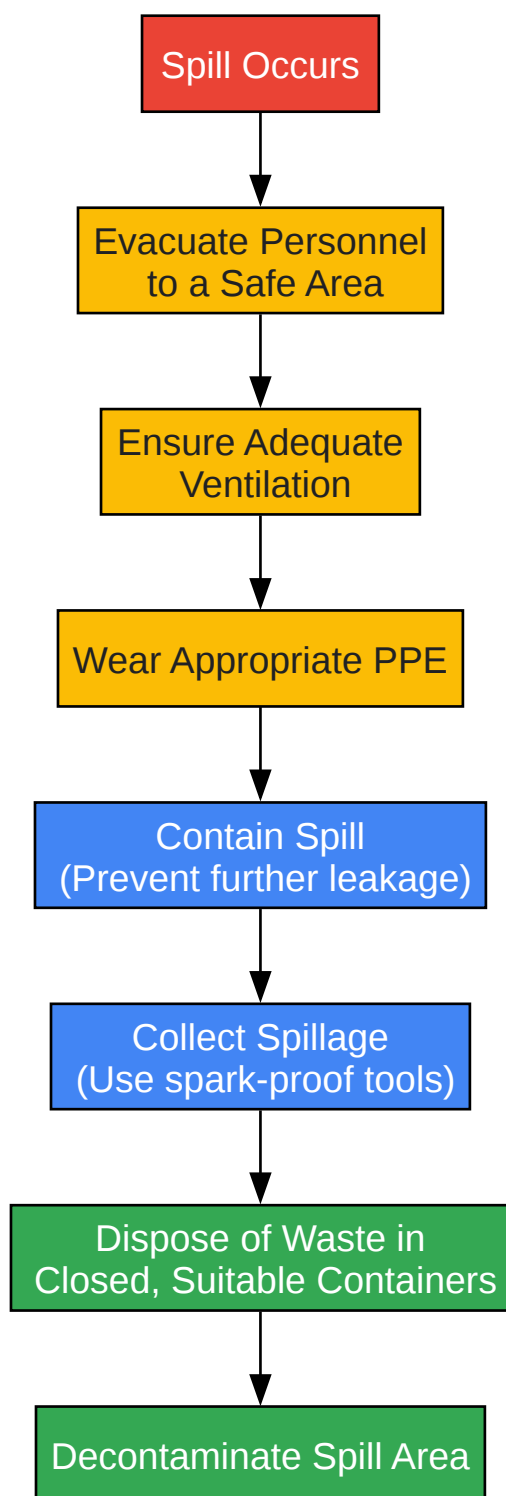 Spill Occurs
Evacuate Personnel
to a Safe Area
Ensure Adequate
Ventilation
Wear Appropriate PPE
Contain Spill
(Prevent further leakage)
Collect Spillage
(Use spark-proof tools)
Dispose of Waste in
Closed, Suitable Containers
Decontaminate Spill Area